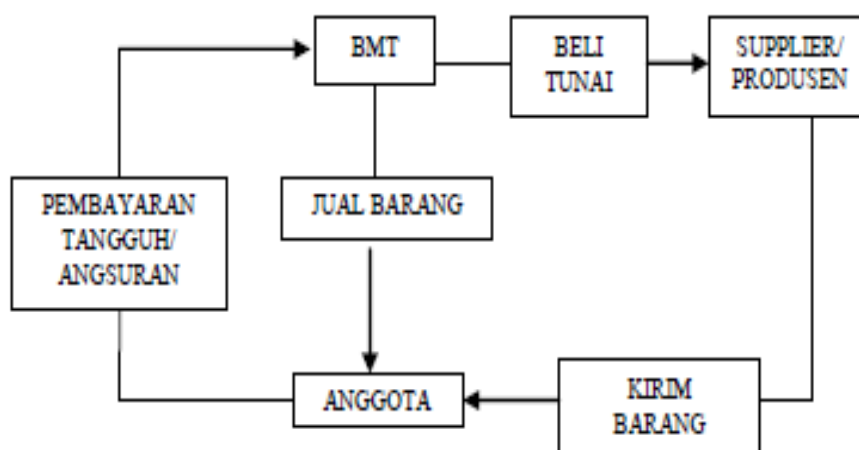 BMT
BELI
TUNAI
SUPPLIER/
PRODUSEN
PEMBAYARAN
TANGGUH/
ANGSURAN
JUAL BARANG
ANGGOTA
KIRIM
BARANG